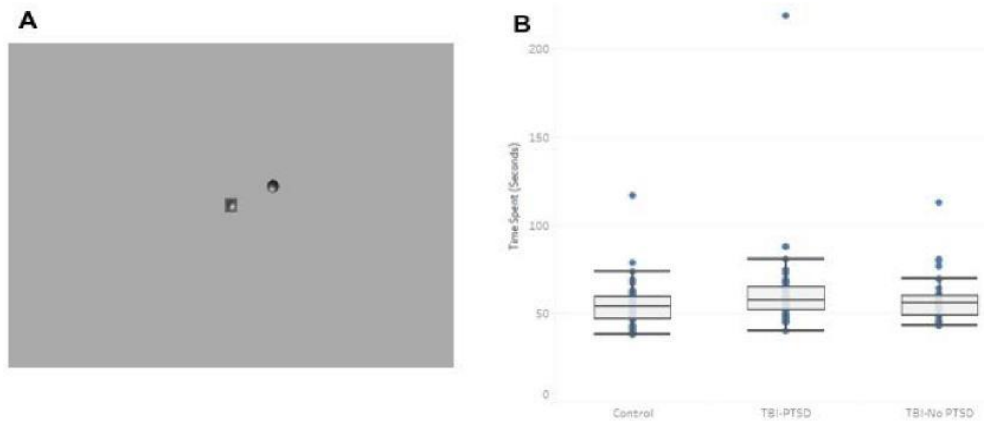 A
B
200
150
100
50
0
Time Spent (Seconds)
Control
TBI-PTSD
TBI-No PTSD